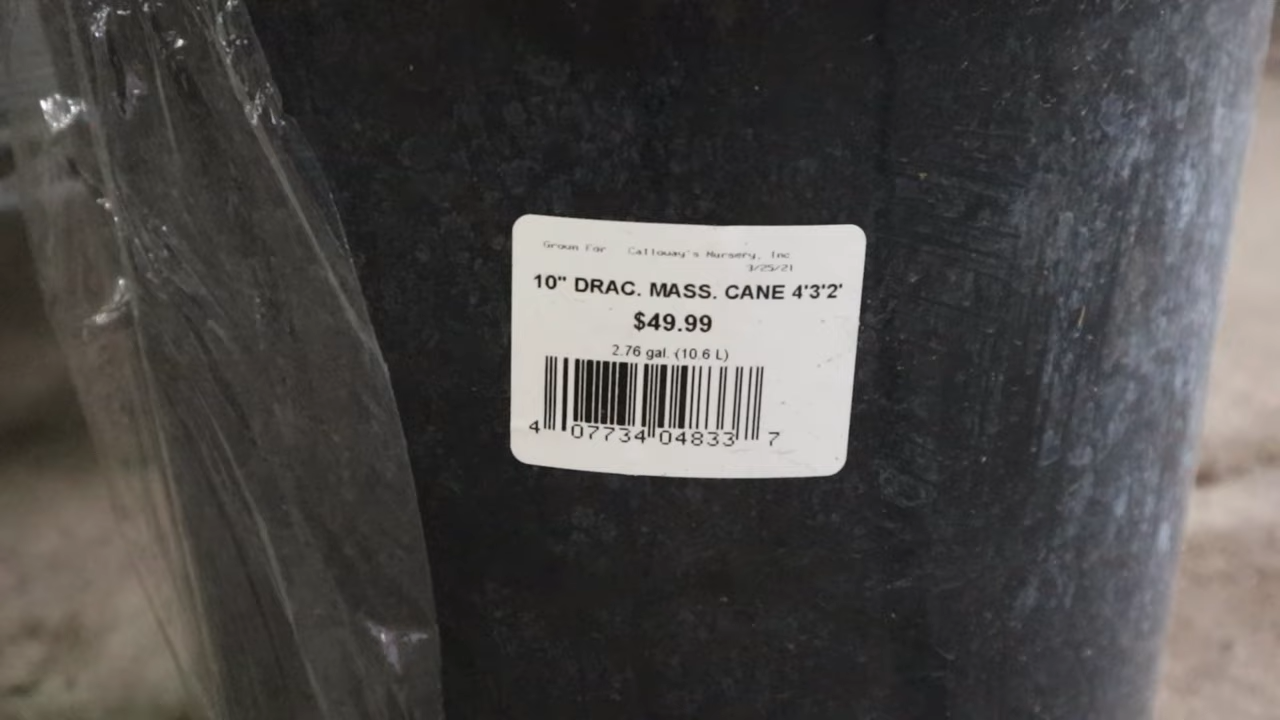 Grown For Calloway's Nursery, Inc
3/25/21
10" DRAC. MASS. CANE 4'3'2'
$49.99
2.76 gal. (10.6 L)
4 07734 04833 7